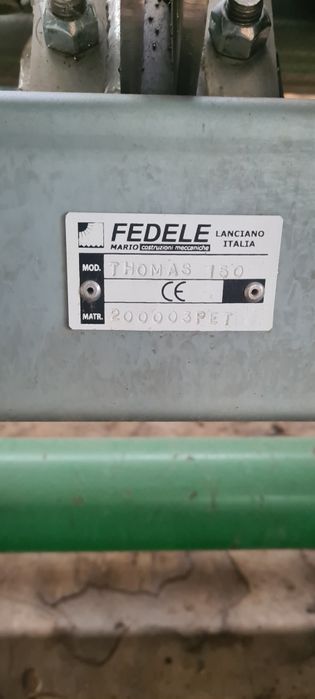 FEDELE LANCIANO
MARIO costruzioni meccaniche ITALIA
MOD. THOMAS 150
CE
MATR. 200003PET